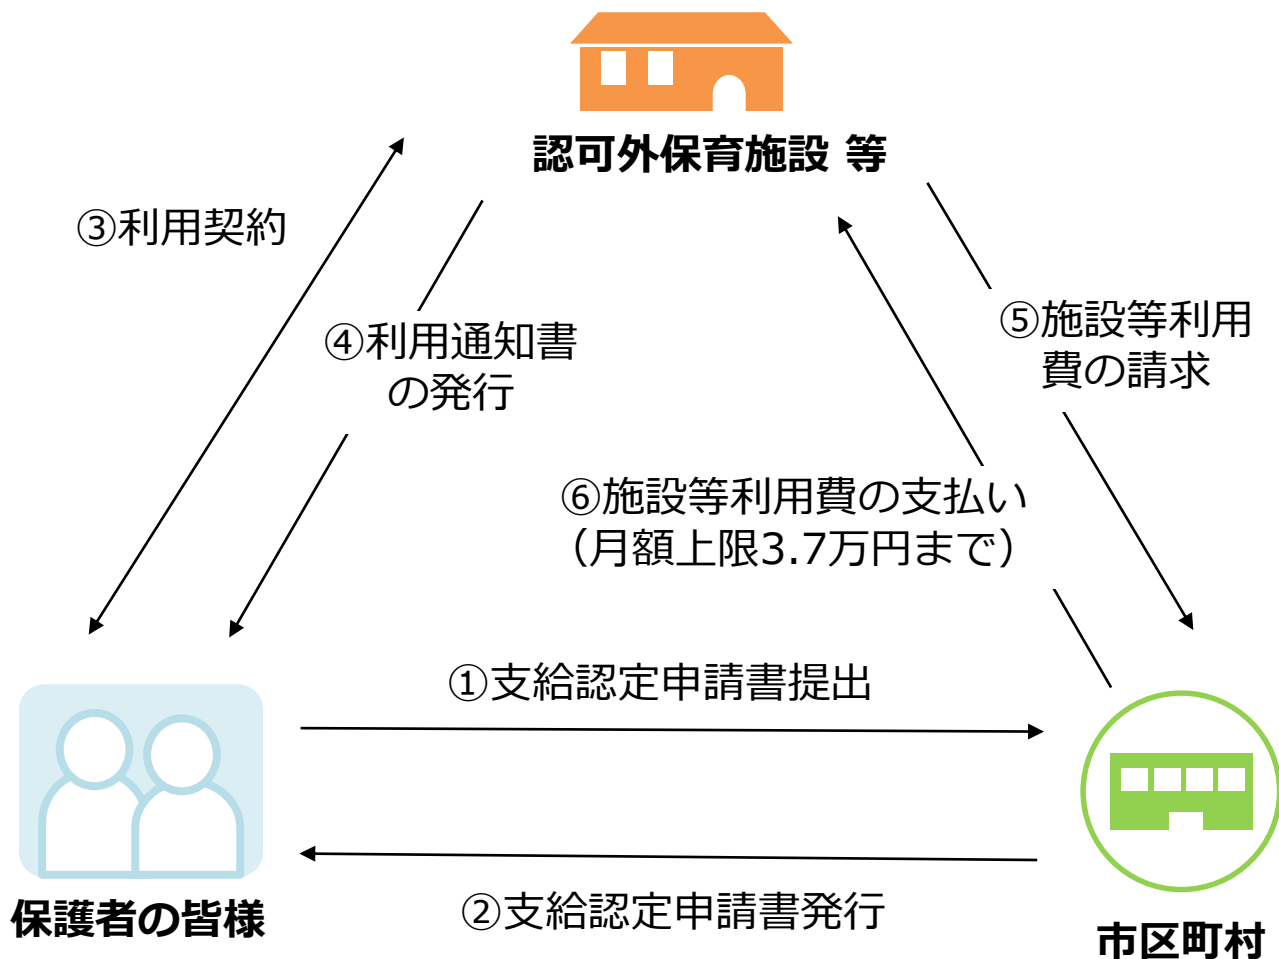 認可外保育施設 等
③利用契約
④利用通知書
の発行
⑤施設等利用
費の請求
⑥施設等利用費の支払い
（月額上限3.7万円まで）
①支給認定申請書提出
②支給認定申請書発行
保護者の皆様
市区町村